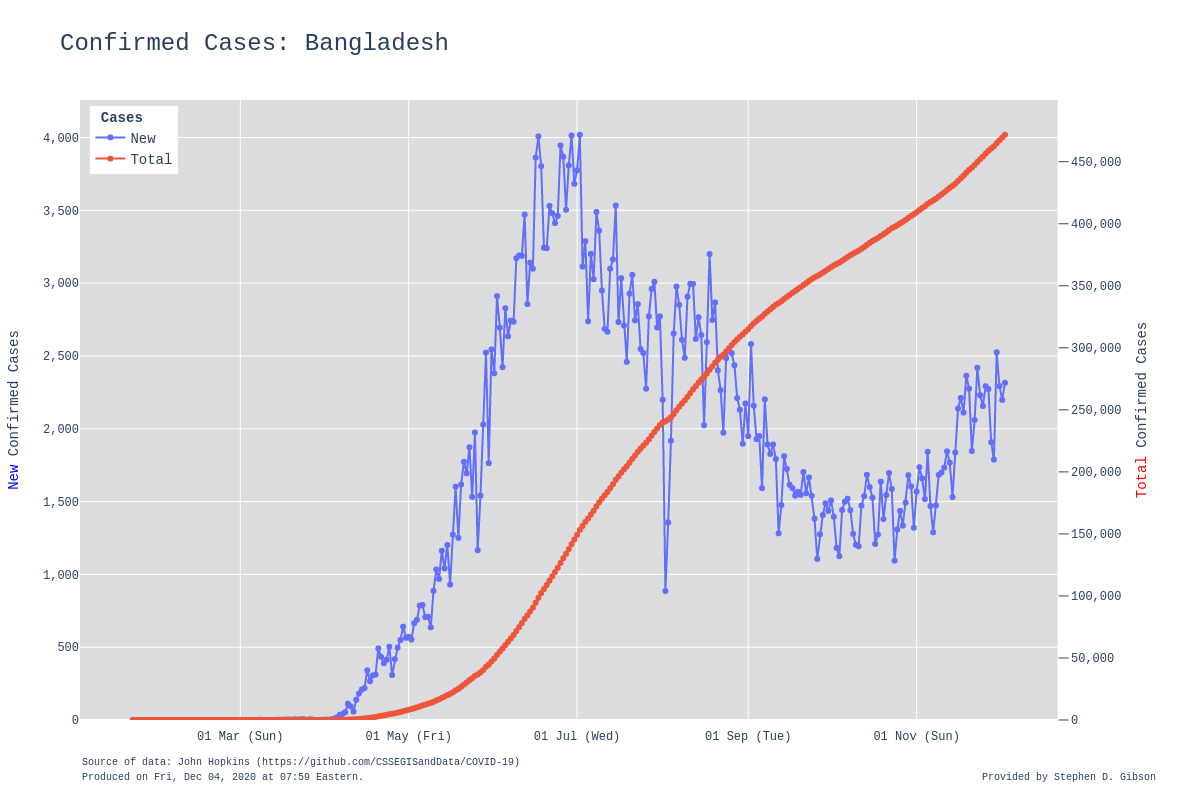 Confirmed Cases: Bangladesh
Cases
New
Total
4,000
3,500
3,000
2,500
2,000
1,500
1,000
500
0
New Confirmed Cases
450,000
400,000
350,000
300,000
250,000
200,000
150,000
100,000
50,000
0
Total Confirmed Cases
01 Mar (Sun) 01 May (Fri) 01 Jul (Wed) 01 Sep (Tue) 01 Nov (Sun)
Source of data: John Hopkins (https://github.com/CSSEGISandData/COVID-19)
Produced on Fri, Dec 04, 2020 at 07:59 Eastern.
Provided by Stephen D. Gibson